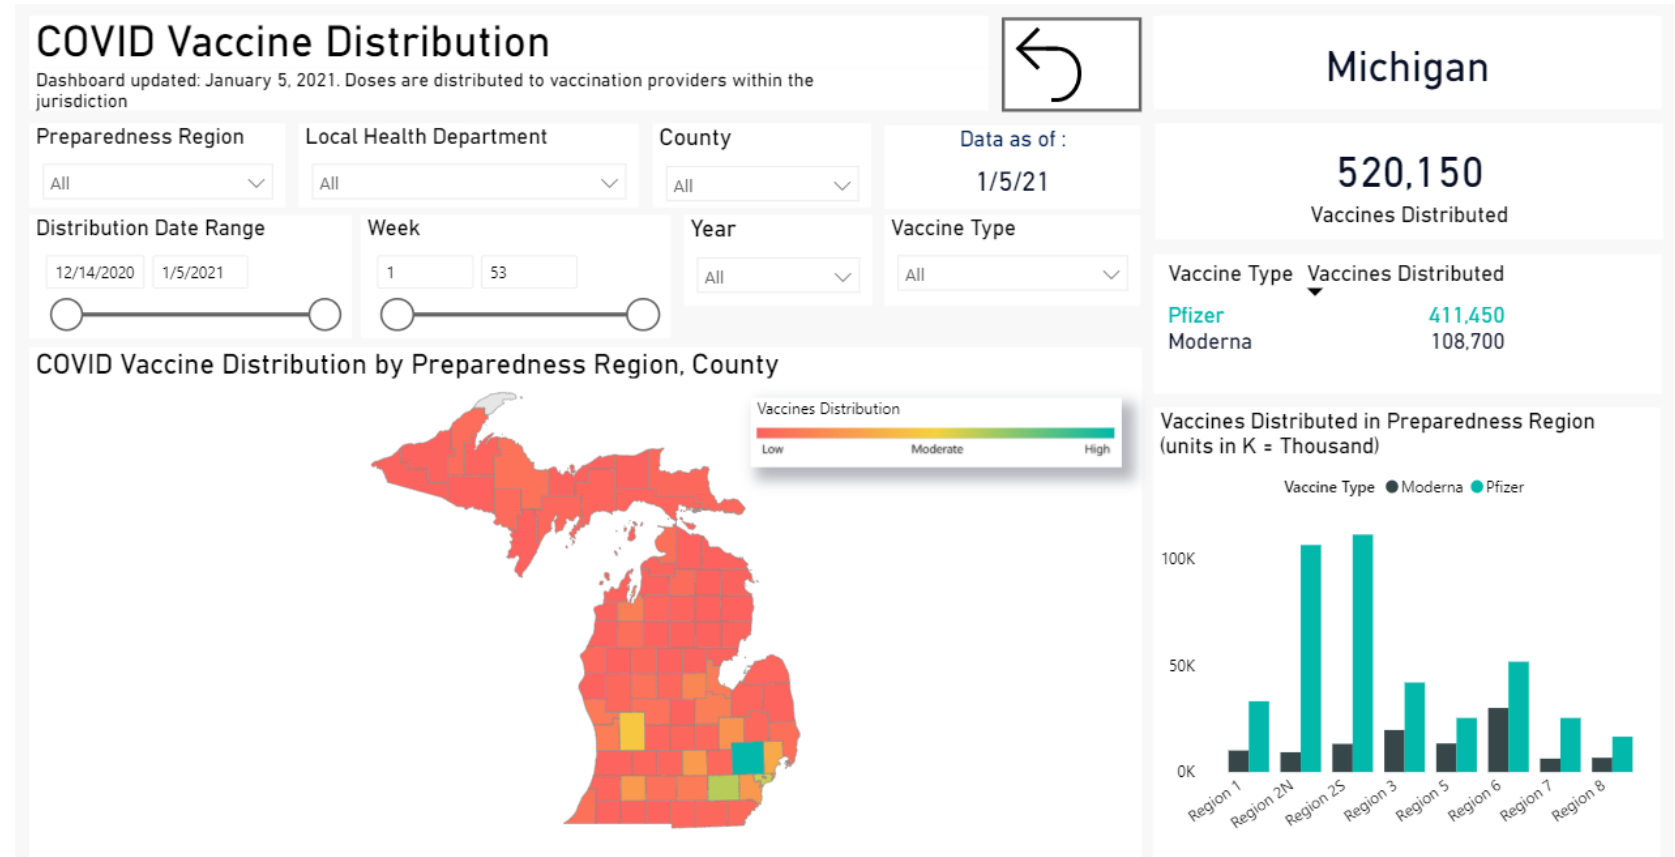 COVID Vaccine Distribution
Dashboard updated: January 5, 2021. Doses are distributed to vaccination providers within the
jurisdiction
Michigan
Preparedness Region
Local Health Department
County
Data as of :
All
All
All
1/5/21
520,150
Vaccines Distributed
Distribution Date Range
Week
Year
Vaccine Type
12/14/2020
1/5/2021
1
53
All
All
Vaccine Type Vaccines Distributed
Pfizer 411,450
Moderna 108,700
COVID Vaccine Distribution by Preparedness Region, County
Vaccines Distribution
Low Moderate High
Vaccines Distributed in Preparedness Region
(units in K = Thousand)
Vaccine Type Moderna Pfizer
100K
50K
0K
Region 1
Region 2N
Region 2S
Region 3
Region 5
Region 6
Region 7
Region 8